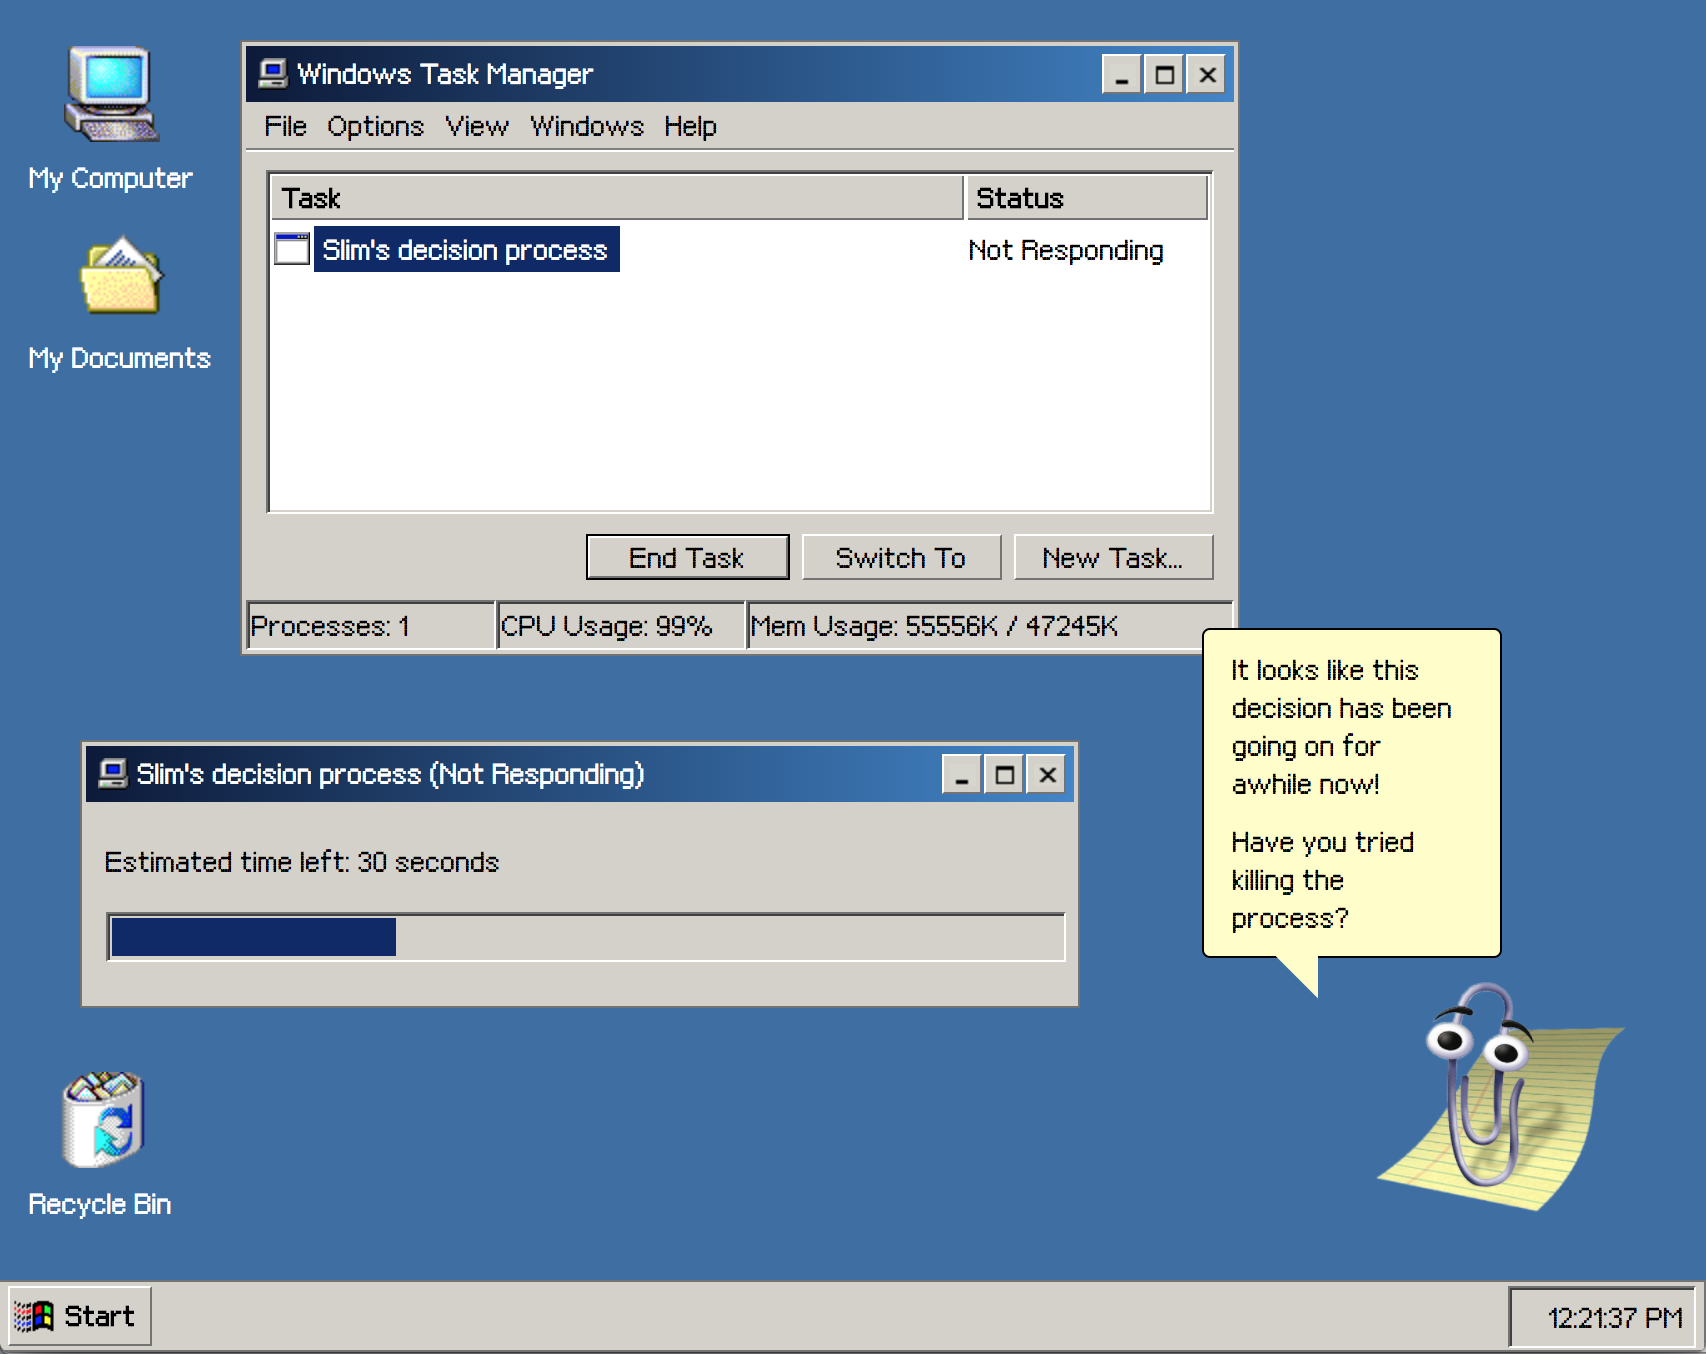 My Computer
My Documents
Windows Task Manager
File Options View Windows Help
Task Status
Slim's decision process Not Responding
End Task Switch To New Task...
Processes: 1 CPU Usage: 99% Mem Usage: 55556K / 47245K
It looks like this
decision has been
going on for
awhile now!
Have you tried
killing the
process?
Slim's decision process (Not Responding)
Estimated time left: 30 seconds
Recycle Bin
Start 12:21:37 PM